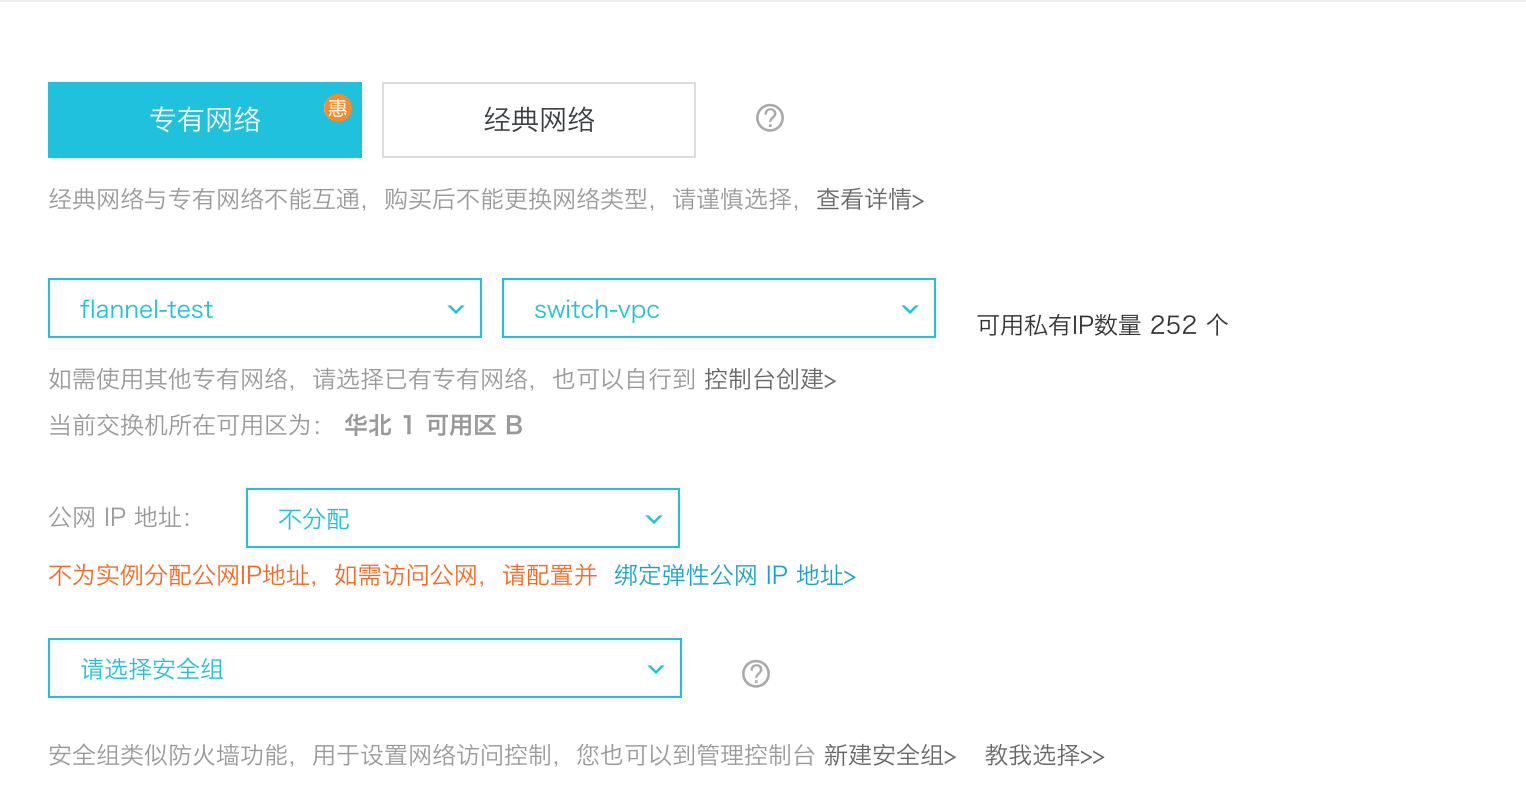 专有网络 惠 经典网络 ?
经典网络与专有网络不能互通，购买后不能更换网络类型，请谨慎选择，查看详情>
flannel-test switch-vpc 可用私有IP数量 252 个
如需使用其他专有网络，请选择已有专有网络，也可以自行到 控制台创建>
当前交换机所在可用区为： 华北 1 可用区 B
公网 IP 地址： 不分配
不为实例分配公网IP地址，如需访问公网，请配置并 绑定弹性公网 IP 地址>
请选择安全组 ?
安全组类似防火墙功能，用于设置网络访问控制，您也可以到管理控制台 新建安全组> 教我选择>>